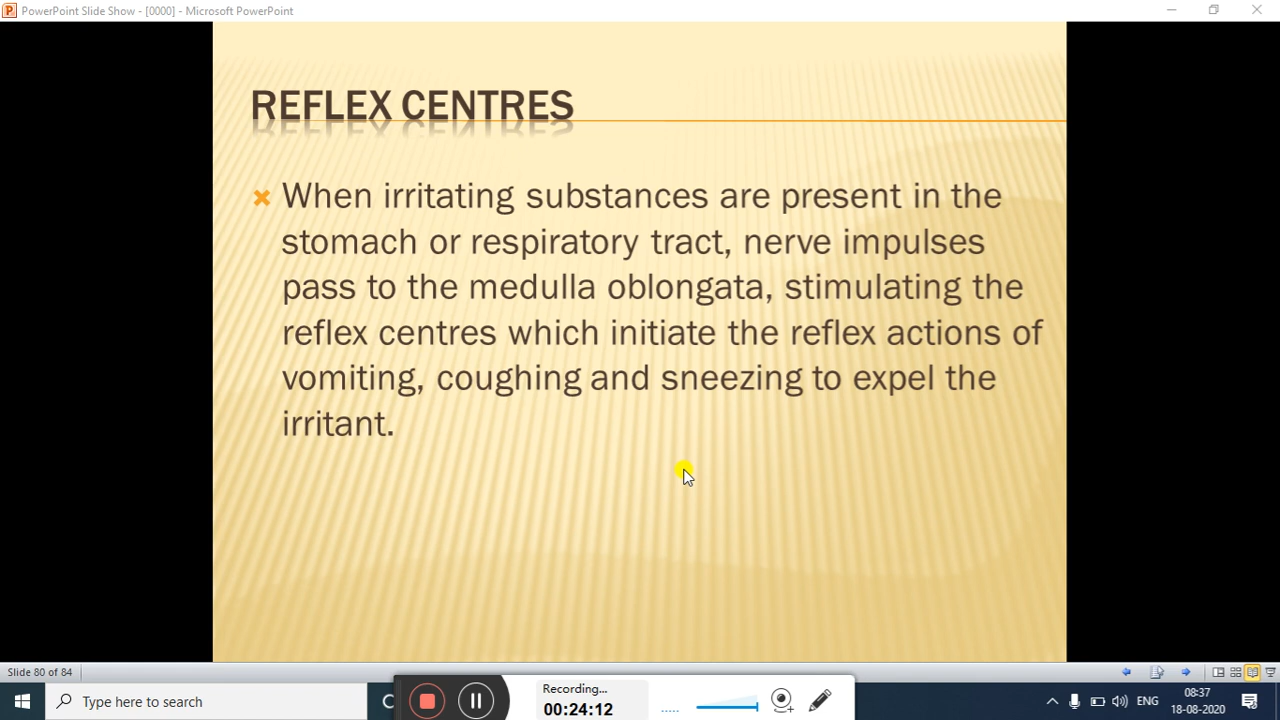 PowerPoint Slide Show - [0000] - Microsoft PowerPoint
REFLEX CENTRES
When irritating substances are present in the
stomach or respiratory tract, nerve impulses
pass to the medulla oblongata, stimulating the
reflex centres which initiate the reflex actions of
vomiting, coughing and sneezing to expel the
irritant.
Slide 80 of 84
Type here to search
Recording...
00:24:12
ENG
08:37
18-08-2020